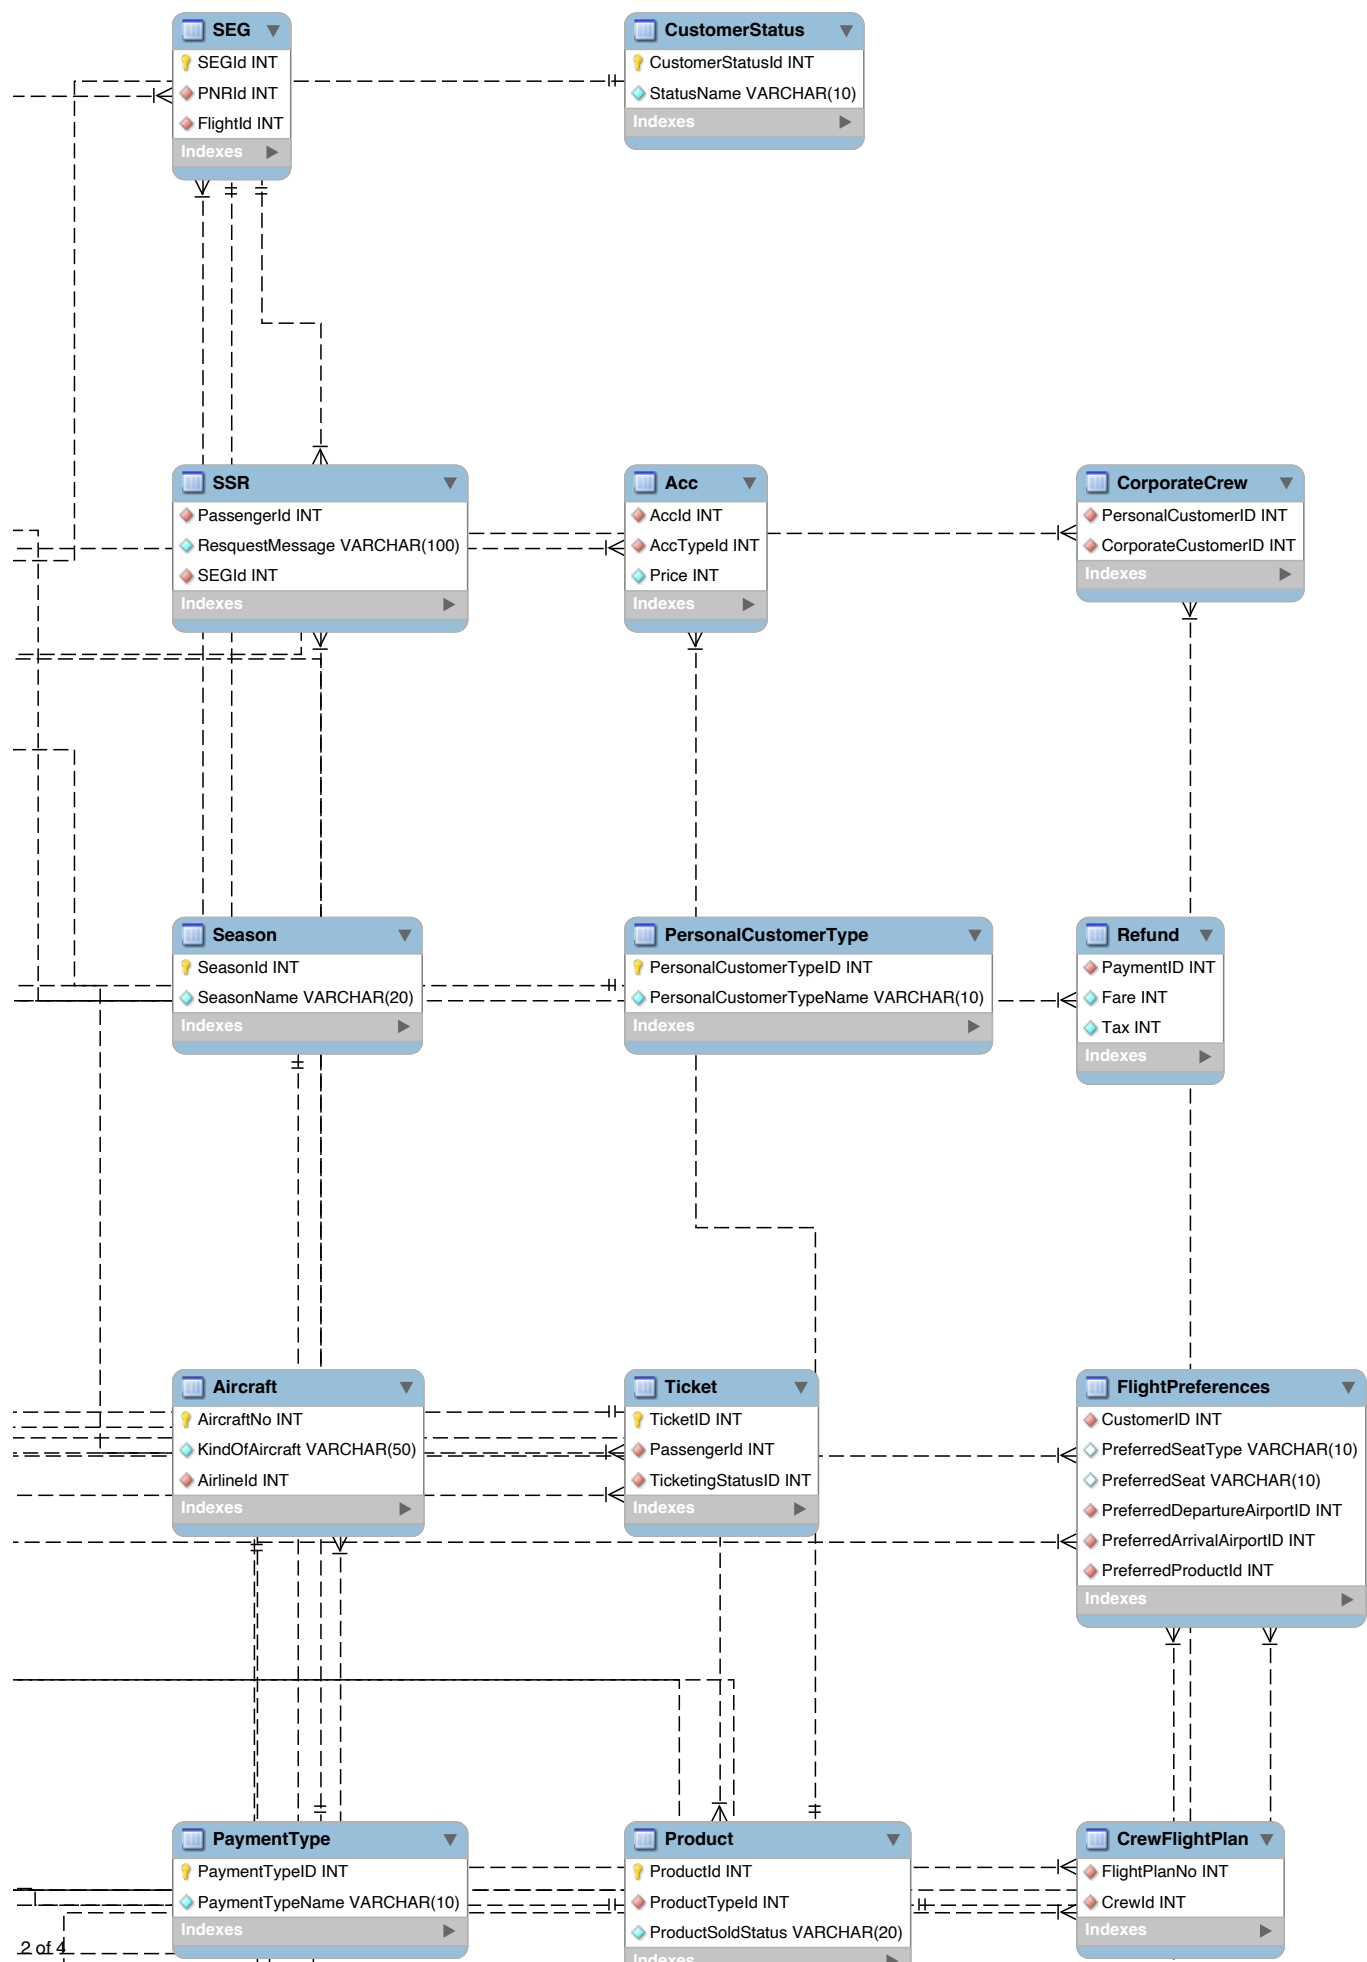 SEG
SEGId INT
PNRId INT
FlightId INT
Indexes
CustomerStatus
CustomerStatusId INT
StatusName VARCHAR(10)
Indexes
SSR
PassengerId INT
ResquestMessage VARCHAR(100)
SEGId INT
Indexes
Acc
AccId INT
AccTypeId INT
Price INT
Indexes
CorporateCrew
PersonalCustomerID INT
CorporateCustomerID INT
Indexes
Season
SeasonId INT
SeasonName VARCHAR(20)
Indexes
PersonalCustomerType
PersonalCustomerTypeID INT
PersonalCustomerTypeName VARCHAR(10)
Indexes
Refund
PaymentID INT
Fare INT
Tax INT
Indexes
Aircraft
AircraftNo INT
KindOfAircraft VARCHAR(50)
AirlineId INT
Indexes
Ticket
TicketID INT
PassengerId INT
TicketingStatusID INT
Indexes
FlightPreferences
CustomerID INT
PreferredSeatType VARCHAR(10)
PreferredSeat VARCHAR(10)
PreferredDepartureAirportID INT
PreferredArrivalAirportID INT
PreferredProductId INT
Indexes
PaymentType
PaymentTypeID INT
PaymentTypeName VARCHAR(10)
Indexes
Product
ProductId INT
ProductTypeId INT
ProductSoldStatus VARCHAR(20)
Indexes
CrewFlightPlan
FlightPlanNo INT
CrewId INT
Indexes
2 of 4